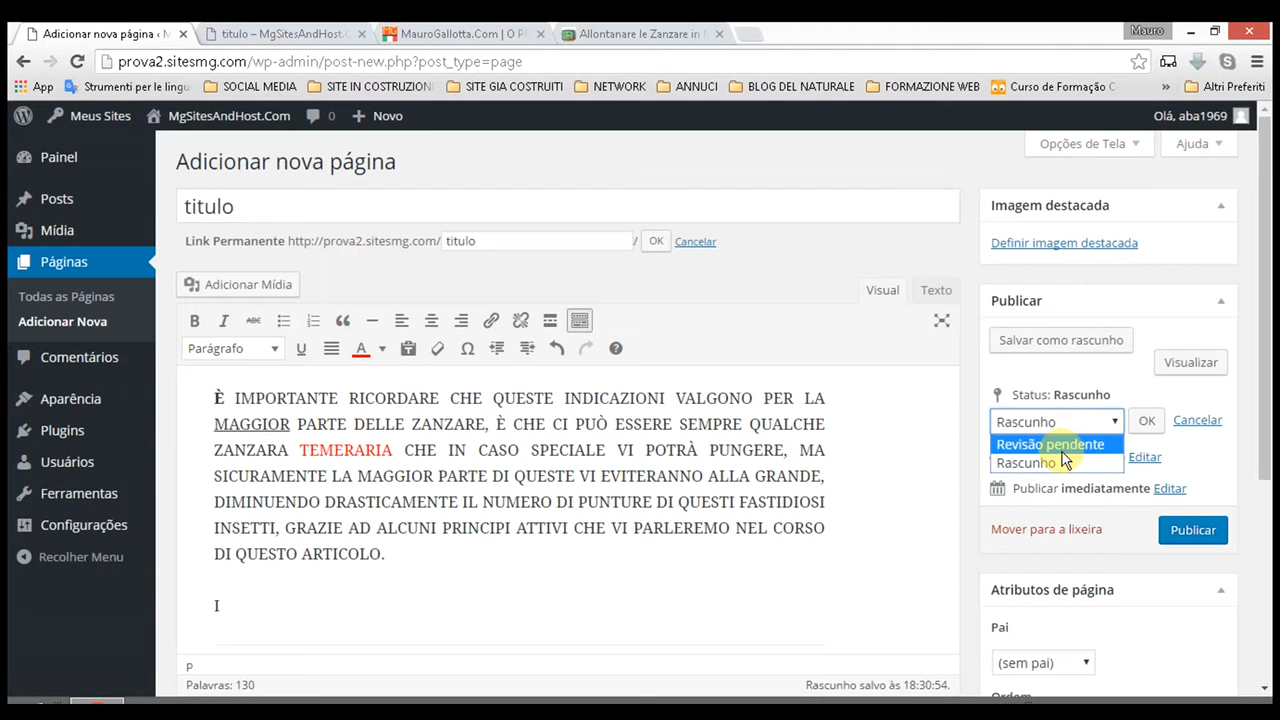 Adicionar nova página ‹ M
titulo – MgSitesAndHost.C
MauroGallotta.Com | O P
Allontanare le Zanzare in
Mauro
prova2.sitesmg.com/wp-admin/post-new.php?post_type=page
App
Strumenti per le lingu
SOCIAL MEDIA
SITE IN COSTRUZION
SITE GIA COSTRUITI
NETWORK
ANNUCI
BLOG DEL NATURALE
FORMAZIONE WEB
Curso de Formação C
»
Altri Preferiti
Meus Sites
MgSitesAndHost.Com
0
Novo
Olá, aba1969
Painel
Posts
Mídia
Páginas
Todas as Páginas
Adicionar Nova
Comentários
Aparência
Plugins
Usuários
Ferramentas
Configurações
Recolher Menu
Opções de Tela
Ajuda
Adicionar nova página
titulo
Link Permanente http://prova2.sitesmg.com/ titulo / OK Cancelar
Adicionar Mídia
Visual
Texto
B I ABC
Parágrafo
U A Ω
È IMPORTANTE RICORDARE CHE QUESTE INDICAZIONI VALGONO PER LA
MAGGIOR PARTE DELLE ZANZARE, È CHE CI PUÒ ESSERE SEMPRE QUALCHE
ZANZARA TEMERARIA CHE IN CASO SPECIALE VI POTRÀ PUNGERE, MA
SICURAMENTE LA MAGGIOR PARTE DI QUESTE VI EVITERANNO ALLA GRANDE,
DIMINUENDO DRASTICAMENTE IL NUMERO DI PUNTURE DI QUESTI FASTIDIOSI
INSETTI, GRAZIE AD ALCUNI PRINCIPI ATTIVI CHE VI PARLEREMO NEL CORSO
DI QUESTO ARTICOLO.
I
P
Palavras: 130
Rascunho salvo às 18:30:54.
Imagem destacada
Definir imagem destacada
Publicar
Salvar como rascunho
Visualizar
Status: Rascunho
Rascunho OK Cancelar
Revisão pendente
Rascunho
Editar
Publicar imediatamente Editar
Mover para a lixeira
Publicar
Atributos de página
Pai
(sem pai)
Ordem